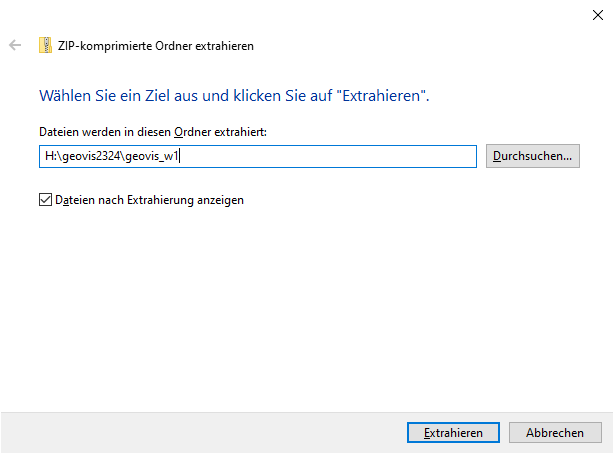 ZIP-komprimierte Ordner extrahieren
Wählen Sie ein Ziel aus und klicken Sie auf "Extrahieren".
Dateien werden in diesen Ordner extrahiert:
H:\geovis2324\geovis_w1
Durchsuchen...
Dateien nach Extrahierung anzeigen
Extrahieren
Abbrechen